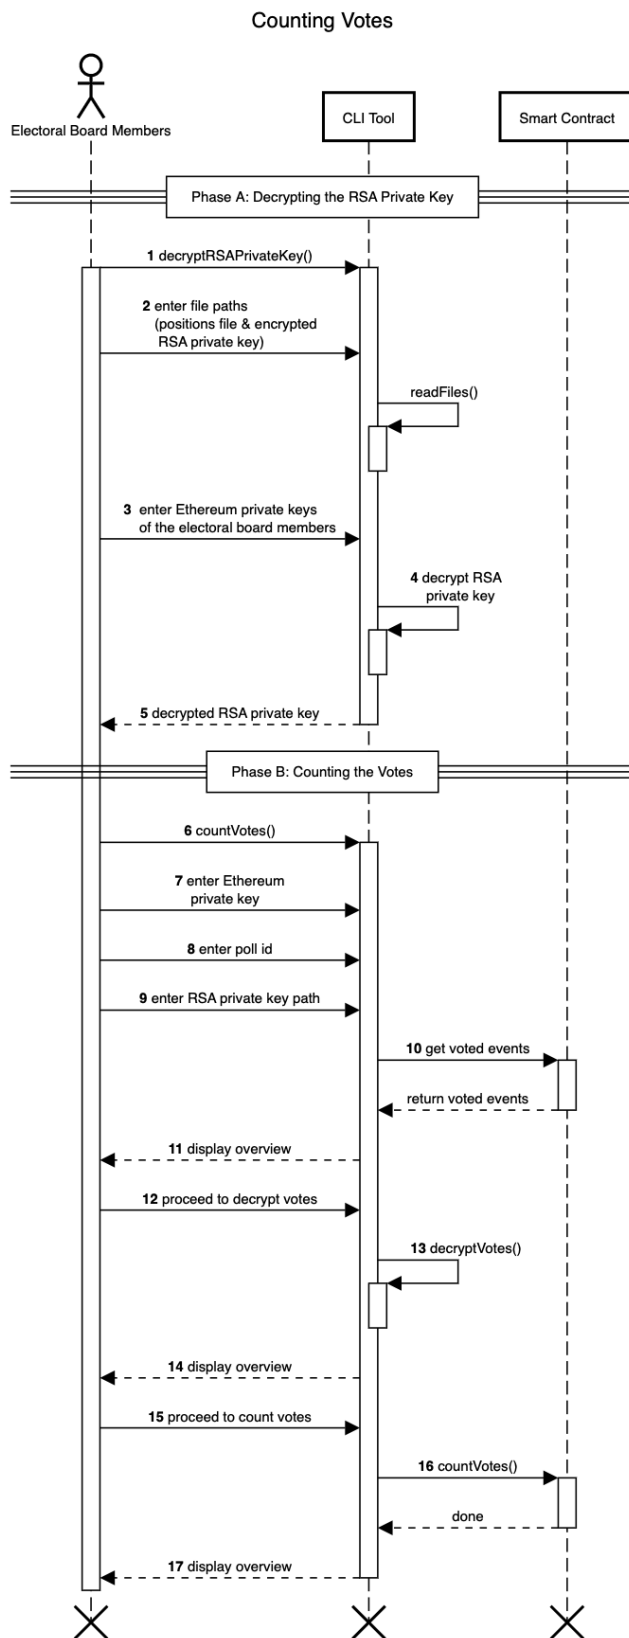 Counting Votes
Electoral Board Members
CLI Tool
Smart Contract
Phase A: Decrypting the RSA Private Key
1 decryptRSAPrivateKey()
2 enter file paths
(positions file & encrypted
RSA private key)
readFiles()
3 enter Ethereum private keys
of the electoral board members
4 decrypt RSA
private key
5 decrypted RSA private key
Phase B: Counting the Votes
6 countVotes()
7 enter Ethereum
private key
8 enter poll id
9 enter RSA private key path
10 get voted events
return voted events
11 display overview
12 proceed to decrypt votes
13 decryptVotes()
14 display overview
15 proceed to count votes
16 countVotes()
done
17 display overview